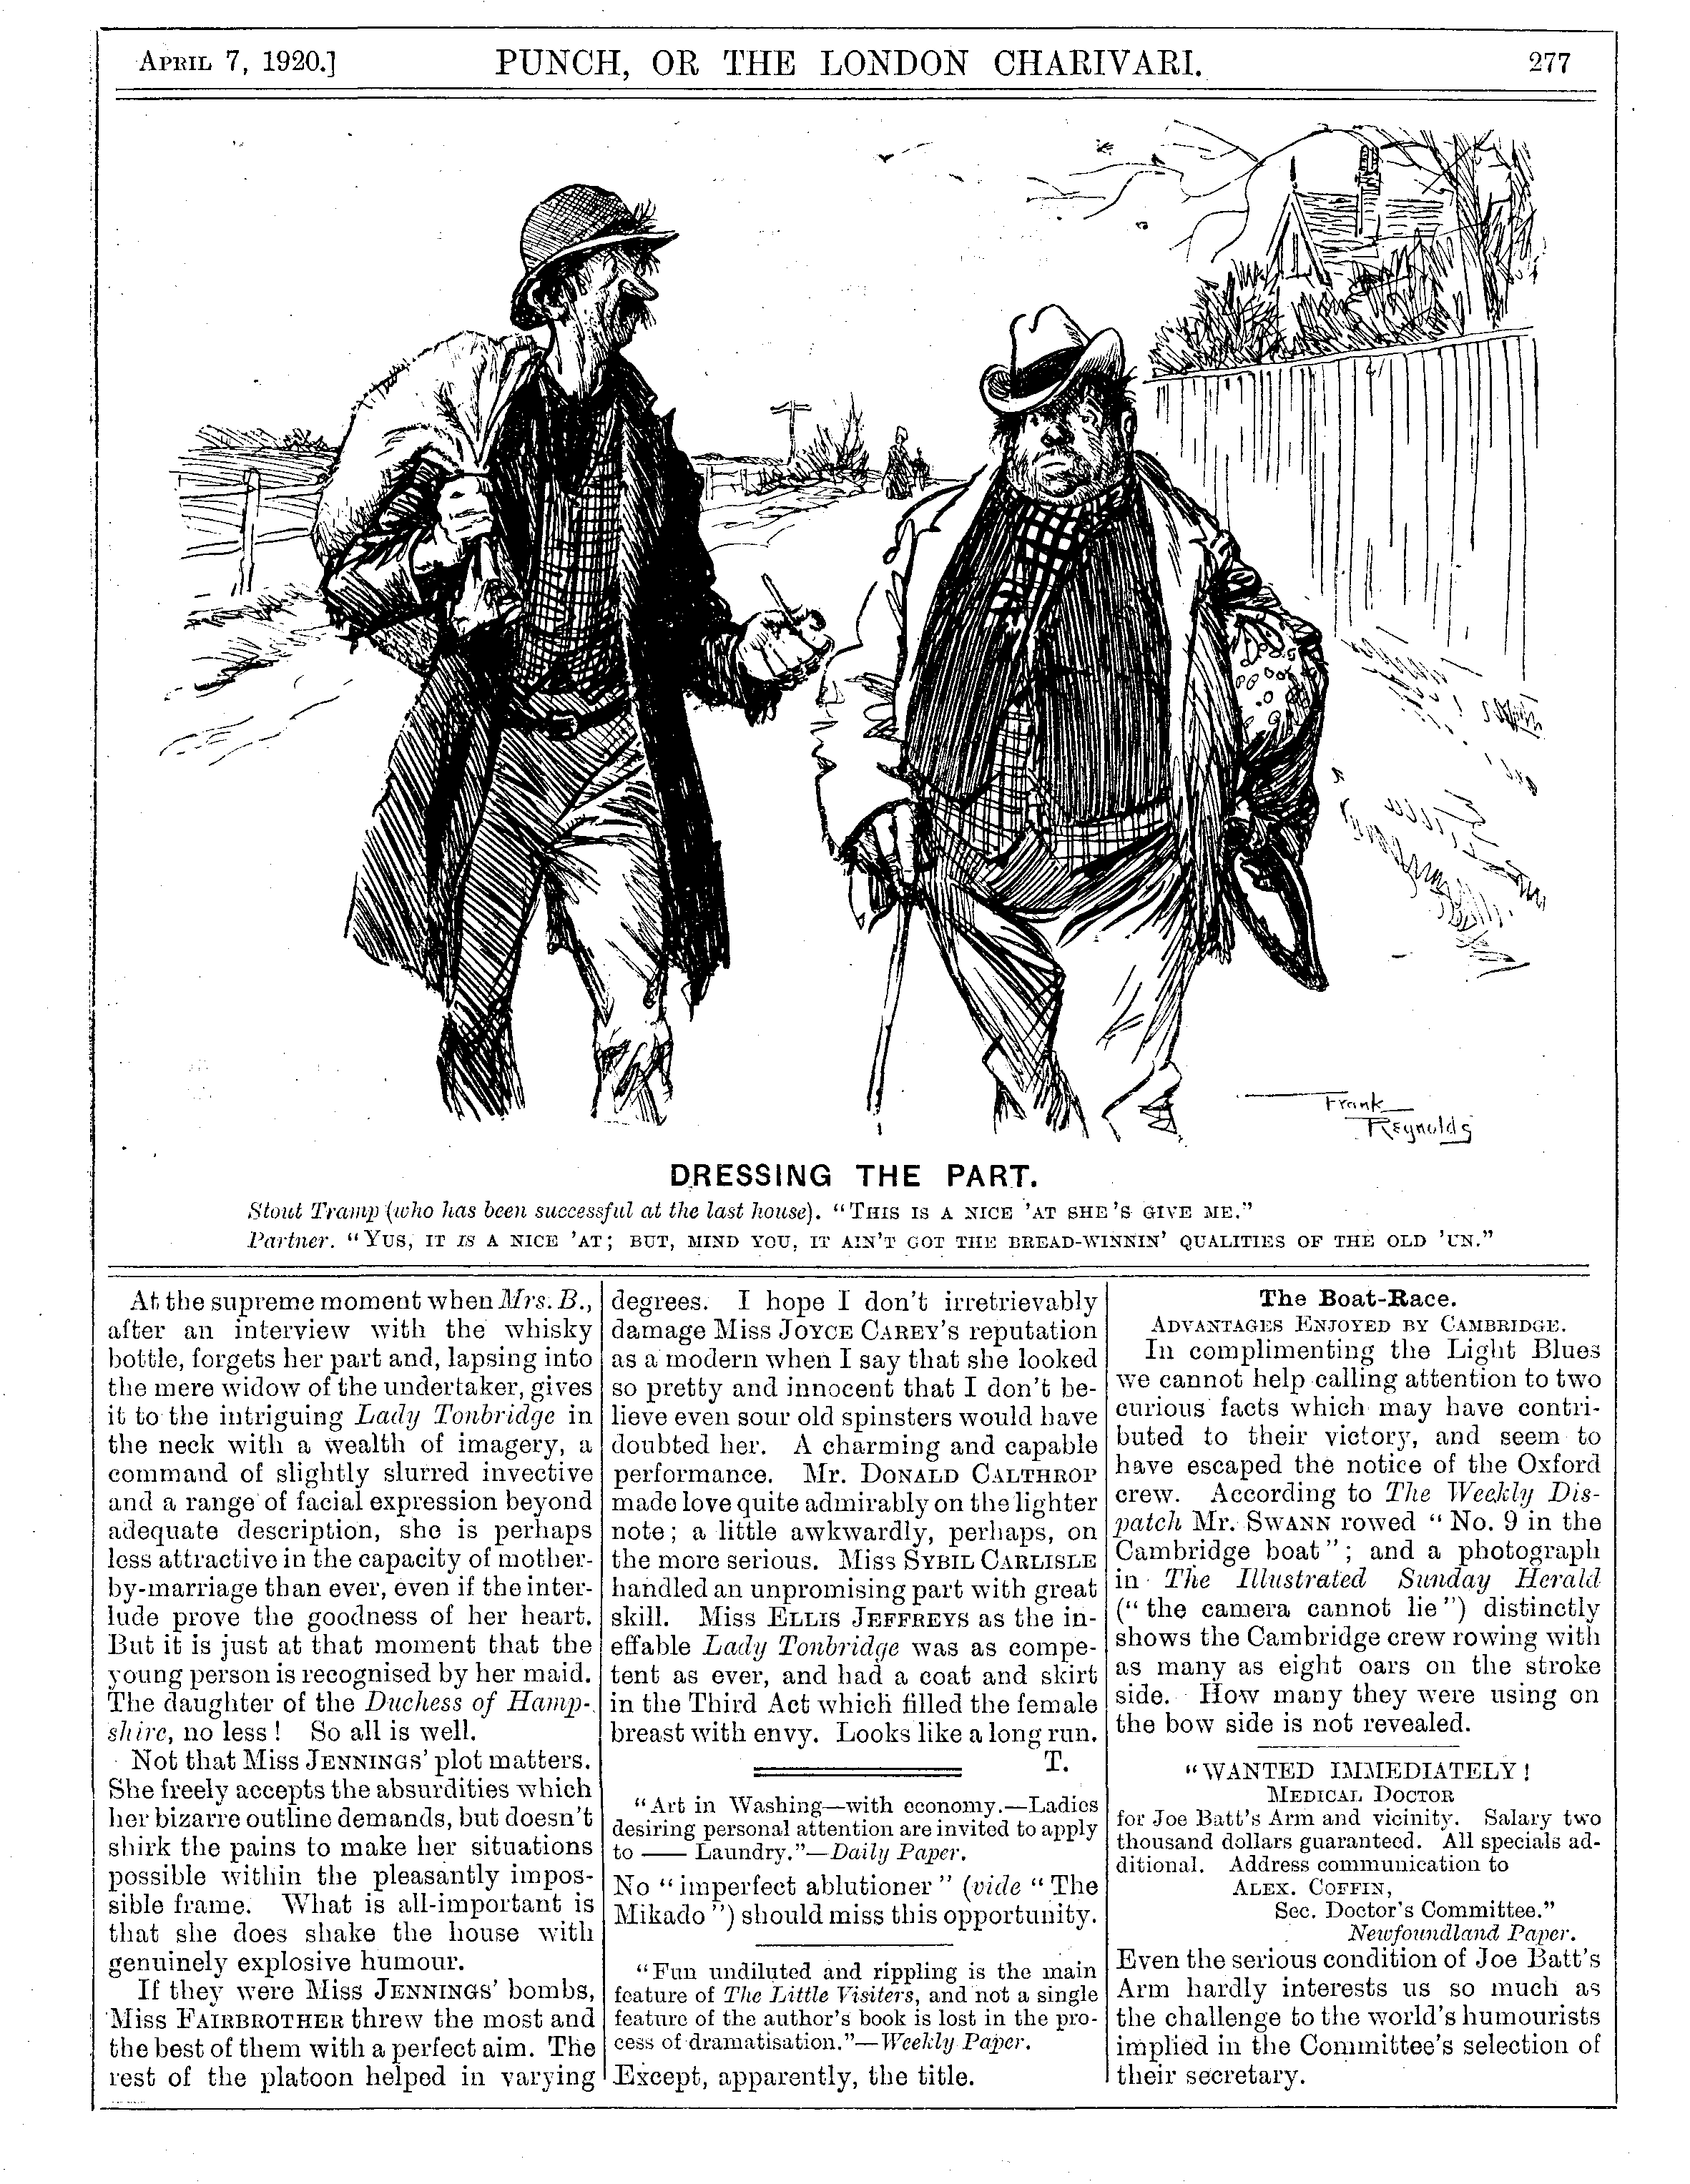 APRIL 7, 1920.] PUNCH, OR THE LONDON CHARIVARI. 277
Frank
Reynolds
DRESSING THE PART.
Stout Tramp (who has been successful at the last house). "THIS IS A NICE 'AT SHE'S GIVE ME."
Partner. "YUS, IT IS A NICE 'AT; BUT, MIND YOU, IT AIN'T GOT THE BREAD-WINNIN' QUALITIES OF THE OLD 'UN."
At the supreme moment when Mrs. B.,
after an interview with the whisky
bottle, forgets her part and, lapsing into
the mere widow of the undertaker, gives
it to the intriguing Lady Tonbridge in
the neck with a wealth of imagery, a
command of slightly slurred invective
and a range of facial expression beyond
adequate description, she is perhaps
less attractive in the capacity of mother-
by-marriage than ever, even if the inter-
lude prove the goodness of her heart.
But it is just at that moment that the
young person is recognised by her maid.
The daughter of the Duchess of Hamp-
shire, no less! So all is well.
Not that Miss JENNINGS' plot matters.
She freely accepts the absurdities which
her bizarre outline demands, but doesn't
shirk the pains to make her situations
possible within the pleasantly impos-
sible frame. What is all-important is
that she does shake the house with
genuinely explosive humour.
If they were Miss JENNINGS' bombs,
Miss FAIRBROTHER threw the most and
the best of them with a perfect aim. The
rest of the platoon helped in varying
degrees. I hope I don't irretrievably
damage Miss JOYCE CAREY'S reputation
as a modern when I say that she looked
so pretty and innocent that I don't be-
lieve even sour old spinsters would have
doubted her. A charming and capable
performance. Mr. DONALD CALTHROP
made love quite admirably on the lighter
note; a little awkwardly, perhaps, on
the more serious. Miss SYBIL CARLISLE
handled an unpromising part with great
skill. Miss ELLIS JEFFREYS as the in-
effable Lady Tonbridge was as compe-
tent as ever, and had a coat and skirt
in the Third Act which filled the female
breast with envy. Looks like a long run.
T.
"Art in Washing—with economy.—Ladies
desiring personal attention are invited to apply
to —— Laundry."—Daily Paper.
No "imperfect ablutioner" (vide "The
Mikado") should miss this opportunity.
"Fun undiluted and rippling is the main
feature of The Little Visiters, and not a single
feature of the author's book is lost in the pro-
cess of dramatisation."—Weekly Paper.
Except, apparently, the title.
The Boat-Race.
ADVANTAGES ENJOYED BY CAMBRIDGE.
In complimenting the Light Blues
we cannot help calling attention to two
curious facts which may have contri-
buted to their victory, and seem to
have escaped the notice of the Oxford
crew. According to The Weekly Dis-
patch Mr. SWANN rowed "No. 9 in the
Cambridge boat"; and a photograph
in The Illustrated Sunday Herald
("the camera cannot lie") distinctly
shows the Cambridge crew rowing with
as many as eight oars on the stroke
side. How many they were using on
the bow side is not revealed.
"WANTED IMMEDIATELY!
MEDICAL DOCTOR
for Joe Batt's Arm and vicinity. Salary two
thousand dollars guaranteed. All specials ad-
ditional. Address communication to
ALEX. COFFIN,
Sec. Doctor's Committee."
Newfoundland Paper.
Even the serious condition of Joe Batt's
Arm hardly interests us so much as
the challenge to the world's humourists
implied in the Committee's selection of
their secretary.